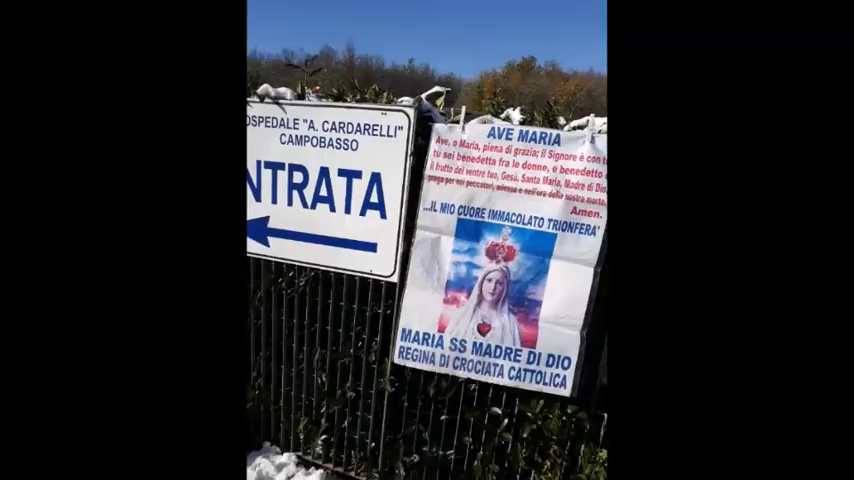 OSPEDALE "A. CARDARELLI"
CAMPOBASSO
NTRATA
AVE MARIA
Ave, o Maria, piena di grazia; il Signore è con
tu sei benedetta fra le donne, e benedetto
il frutto del ventre tuo, Gesù. Santa Maria, Madre di Dio,
prega per noi peccatori, adesso e nell'ora della nostra morte.
Amen.
...IL MIO CUORE IMMACOLATO TRIONFERA'
MARIA SS MADRE DI DIO
REGINA DI CROCIATA CATTOLICA